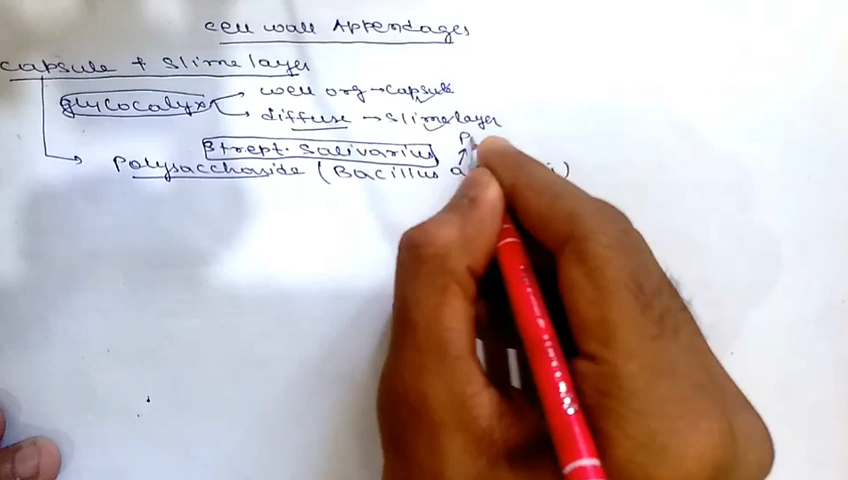 cell wall Appendages
capsule + slime layer
glycocalyx
well org → capsule
diffuse → slime layer
Strept. Salivarius
P
Polysaccharide (Bacillus a